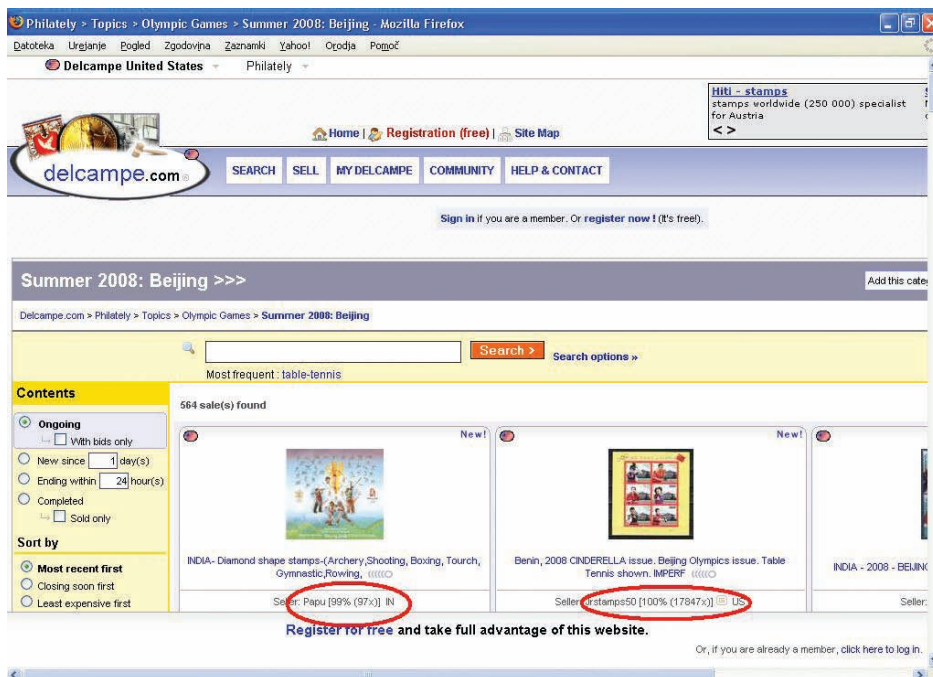 Philately > Topics > Olympic Games > Summer 2008: Beijing - Mozilla Firefox
Datoteka Urejanje Pogled Zgodovina Zaznamki Yahoo! Orodja Pomoč
Delcampe United States Philately
Hiti - stamps
stamps worldwide (250 000) specialist
for Austria
< >
Home | Registration (free) | Site Map
delcampe.com
SEARCH SELL MY DELCAMPE COMMUNITY HELP & CONTACT
Sign in if you are a member. Or register now ! (It's free!).
Summer 2008: Beijing >>>
Add this cate
Delcampe.com > Philately > Topics > Olympic Games > Summer 2008: Beijing
Search >
Search options »
Most frequent : table-tennis
Contents
564 sale(s) found
Ongoing
With bids only
New since 1 day(s)
Ending within 24 hour(s)
Completed
Sold only
Sort by
Most recent first
Closing soon first
Least expensive first
New!
INDIA- Diamond shape stamps-(Archery,Shooting, Boxing, Tourch,
Gymnastic,Rowing,
Seller: Papu [99% (97x)] IN
New!
Benin, 2008 CINDERELLA issue. Beijing Olympics issue. Table
Tennis shown. IMPERF
Seller: jrstamps50 [100% (17847x)] US
INDIA - 2008 - BEIJING
Seller:
Register for free and take full advantage of this website.
Or, if you are already a member, click here to log in.